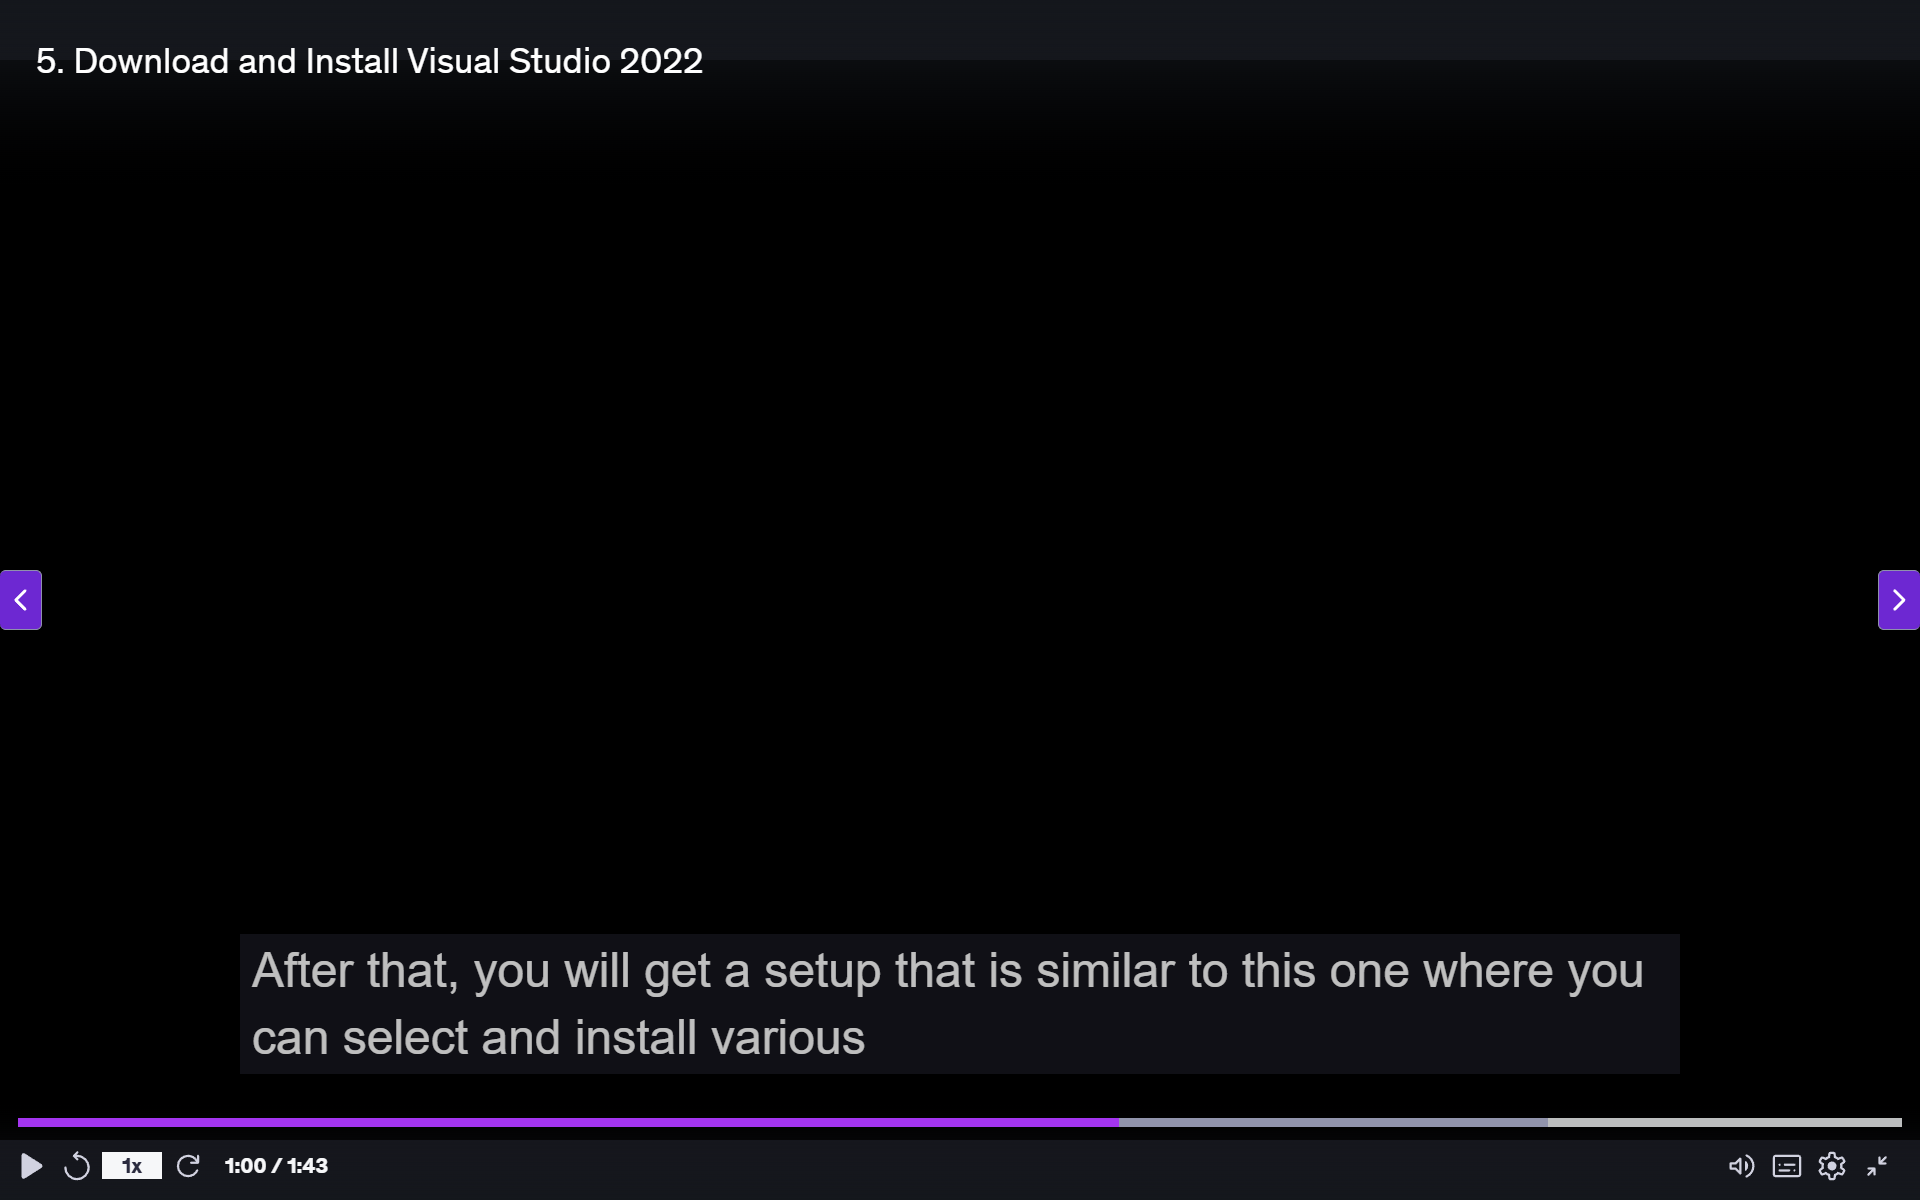 5. Download and Install Visual Studio 2022
After that, you will get a setup that is similar to this one where you
can select and install various
1x
1:00 / 1:43